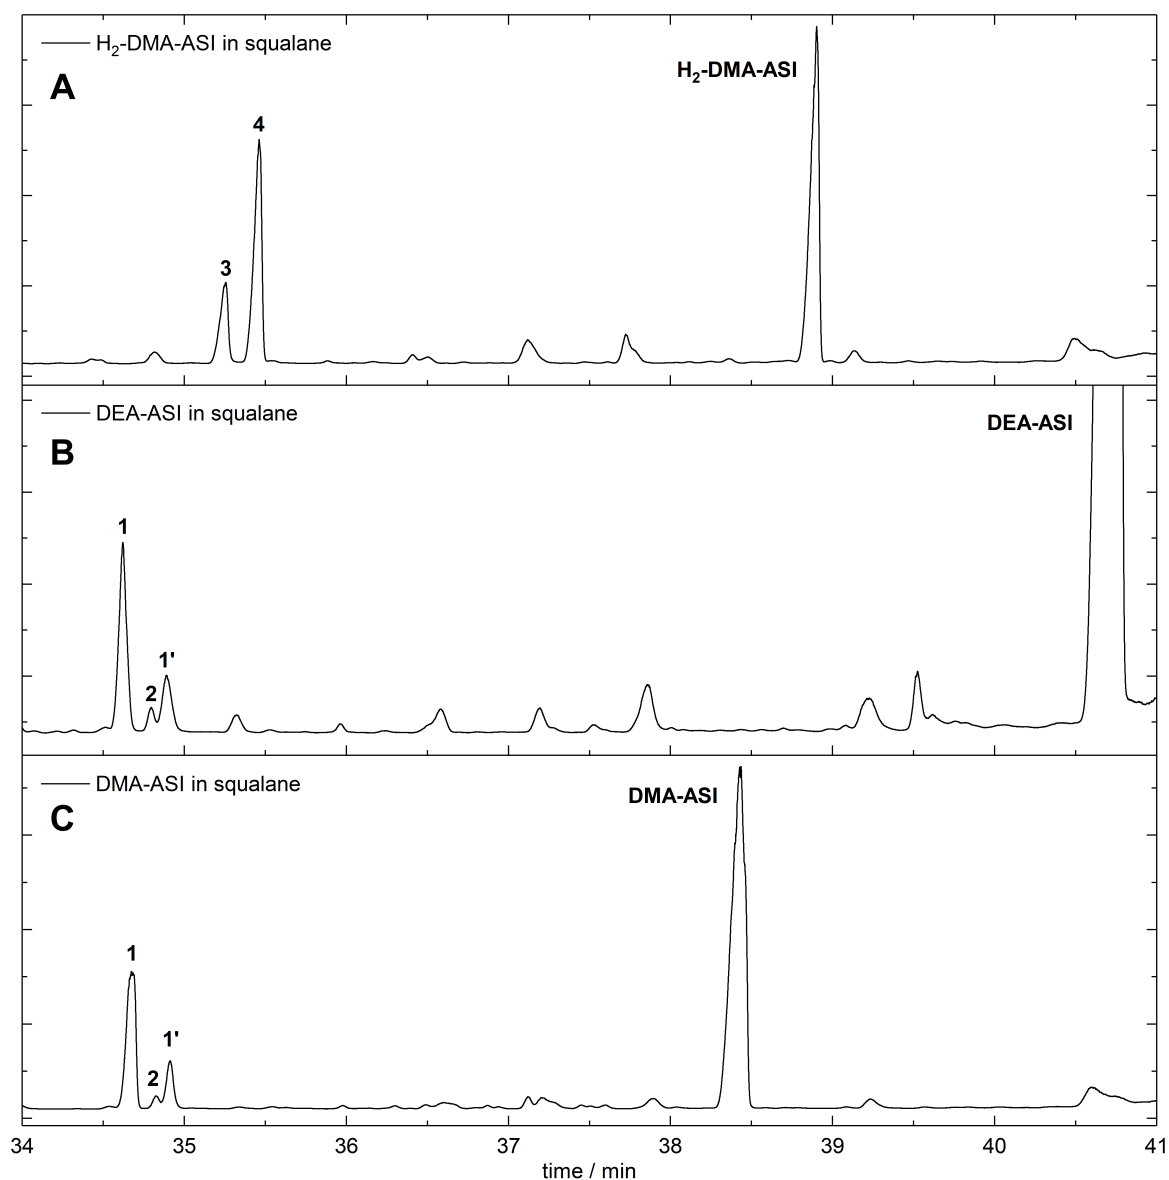 H₂-DMA-ASI in squalane
A
H₂-DMA-ASI
4
3
DEA-ASI in squalane
B
DEA-ASI
1
2
1'
DMA-ASI in squalane
C
DMA-ASI
1
2
1'
34 35 36 37 38 39 40 41
time / min